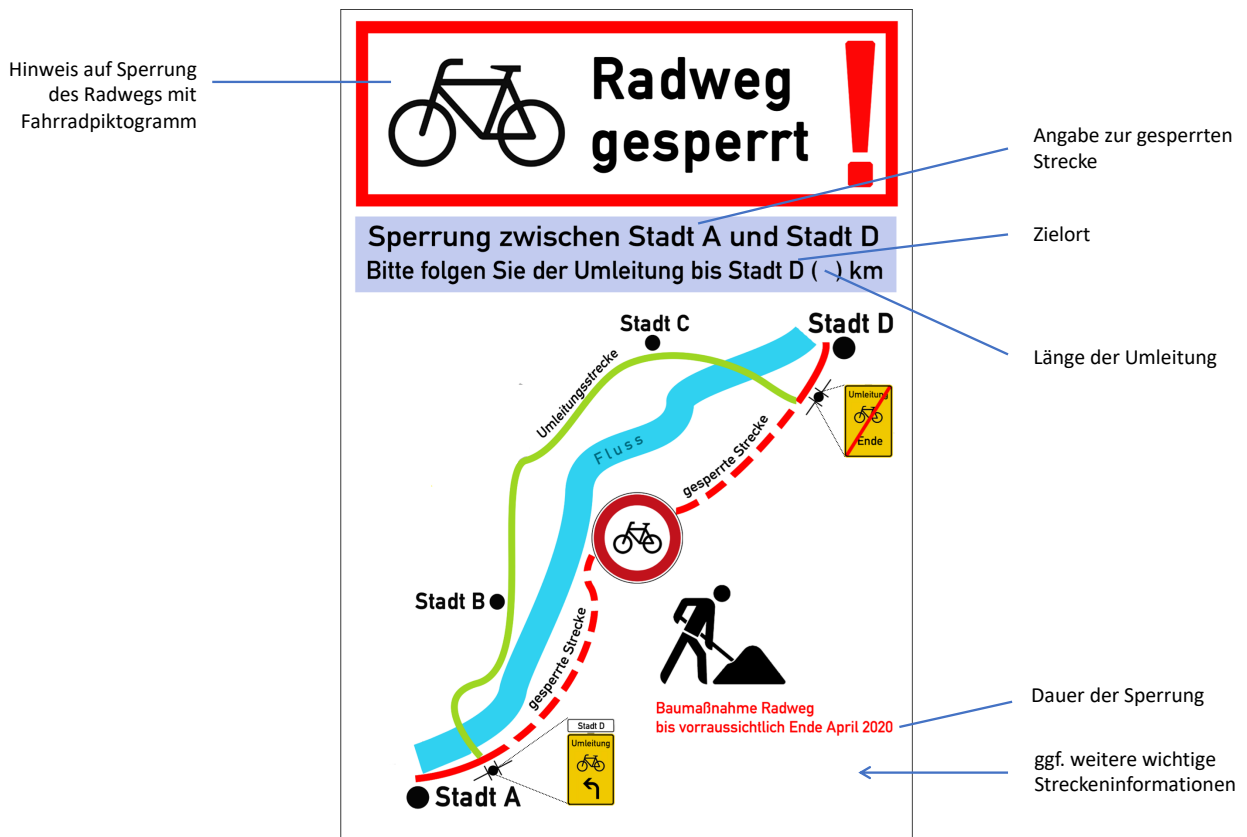 Hinweis auf Sperrung
des Radwegs mit
Fahrradpiktogramm
Radweg
gesperrt !
Angabe zur gesperrten
Strecke
Sperrung zwischen Stadt A und Stadt D
Bitte folgen Sie der Umleitung bis Stadt D ( ) km
Zielort
Länge der Umleitung
Stadt C
Stadt D
Umleitungsstrecke
Fluss
gesperrte Strecke
Umleitung
Ende
Stadt B
gesperrte Strecke
Baumaßnahme Radweg
bis vorraussichtlich Ende April 2020
Dauer der Sperrung
Stadt D
Umleitung
Stadt A
ggf. weitere wichtige
Streckeninformationen